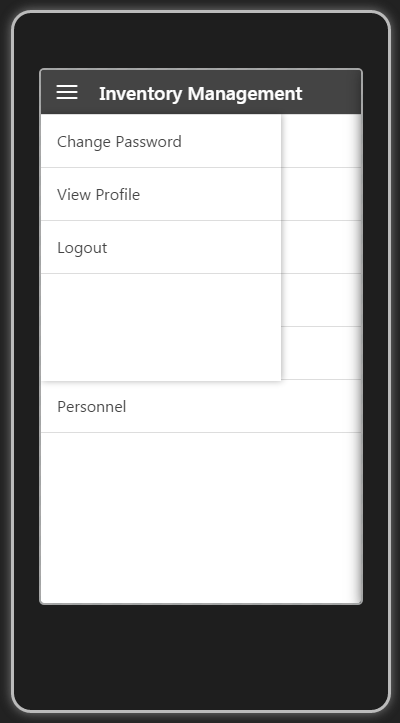 Inventory Management
Change Password
View Profile
Logout
Personnel